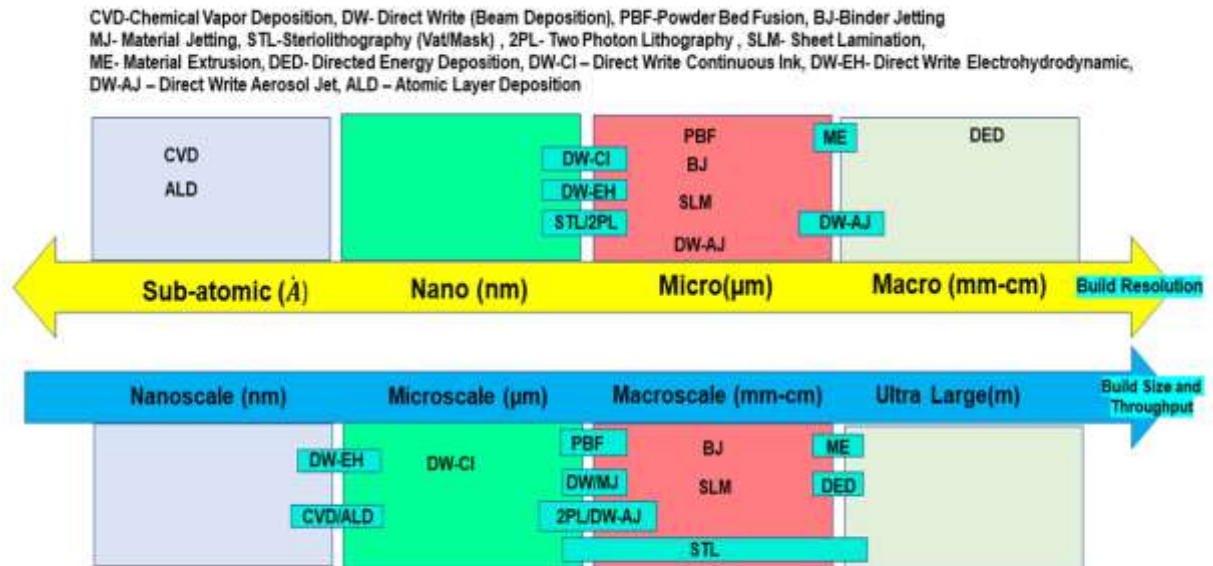 CVD-Chemical Vapor Deposition, DW- Direct Write (Beam Deposition), PBF-Powder Bed Fusion, BJ-Binder Jetting
MJ- Material Jetting, STL-Steriolithography (Vat/Mask) , 2PL- Two Photon Lithography , SLM- Sheet Lamination,
ME- Material Extrusion, DED- Directed Energy Deposition, DW-CI – Direct Write Continuous Ink, DW-EH- Direct Write Electrohydrodynamic,
DW-AJ – Direct Write Aerosol Jet, ALD – Atomic Layer Deposition
PBF ME DED
CVD DW-CI BJ
ALD DW-EH SLM
STL/2PL DW-AJ
DW-AJ
Sub-atomic (Å) Nano (nm) Micro(µm) Macro (mm-cm) Build Resolution
Nanoscale (nm) Microscale (µm) Macroscale (mm-cm) Ultra Large(m) Build Size and
Throughput
DW-EH DW-CI PBF BJ ME
DW/MJ SLM DED
CVD/ALD 2PL/DW-AJ
STL